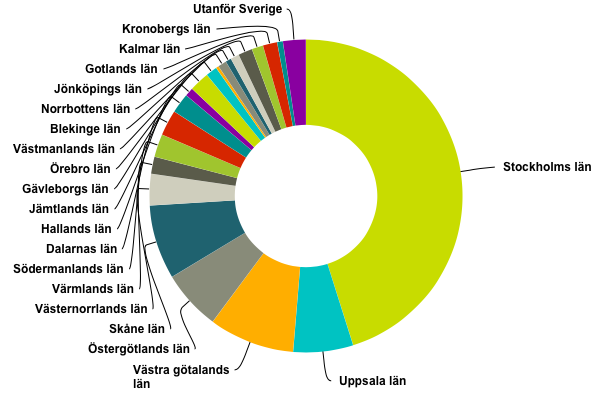 Utanför Sverige
Kronobergs län
Kalmar län
Gotlands län
Jönköpings län
Norrbottens län
Blekinge län
Västmanlands län
Örebro län
Gävleborgs län
Jämtlands län
Hallands län
Dalarnas län
Södermanlands län
Värmlands län
Västernorrlands län
Skåne län
Östergötlands län
Västra götalands
län
Uppsala län
Stockholms län